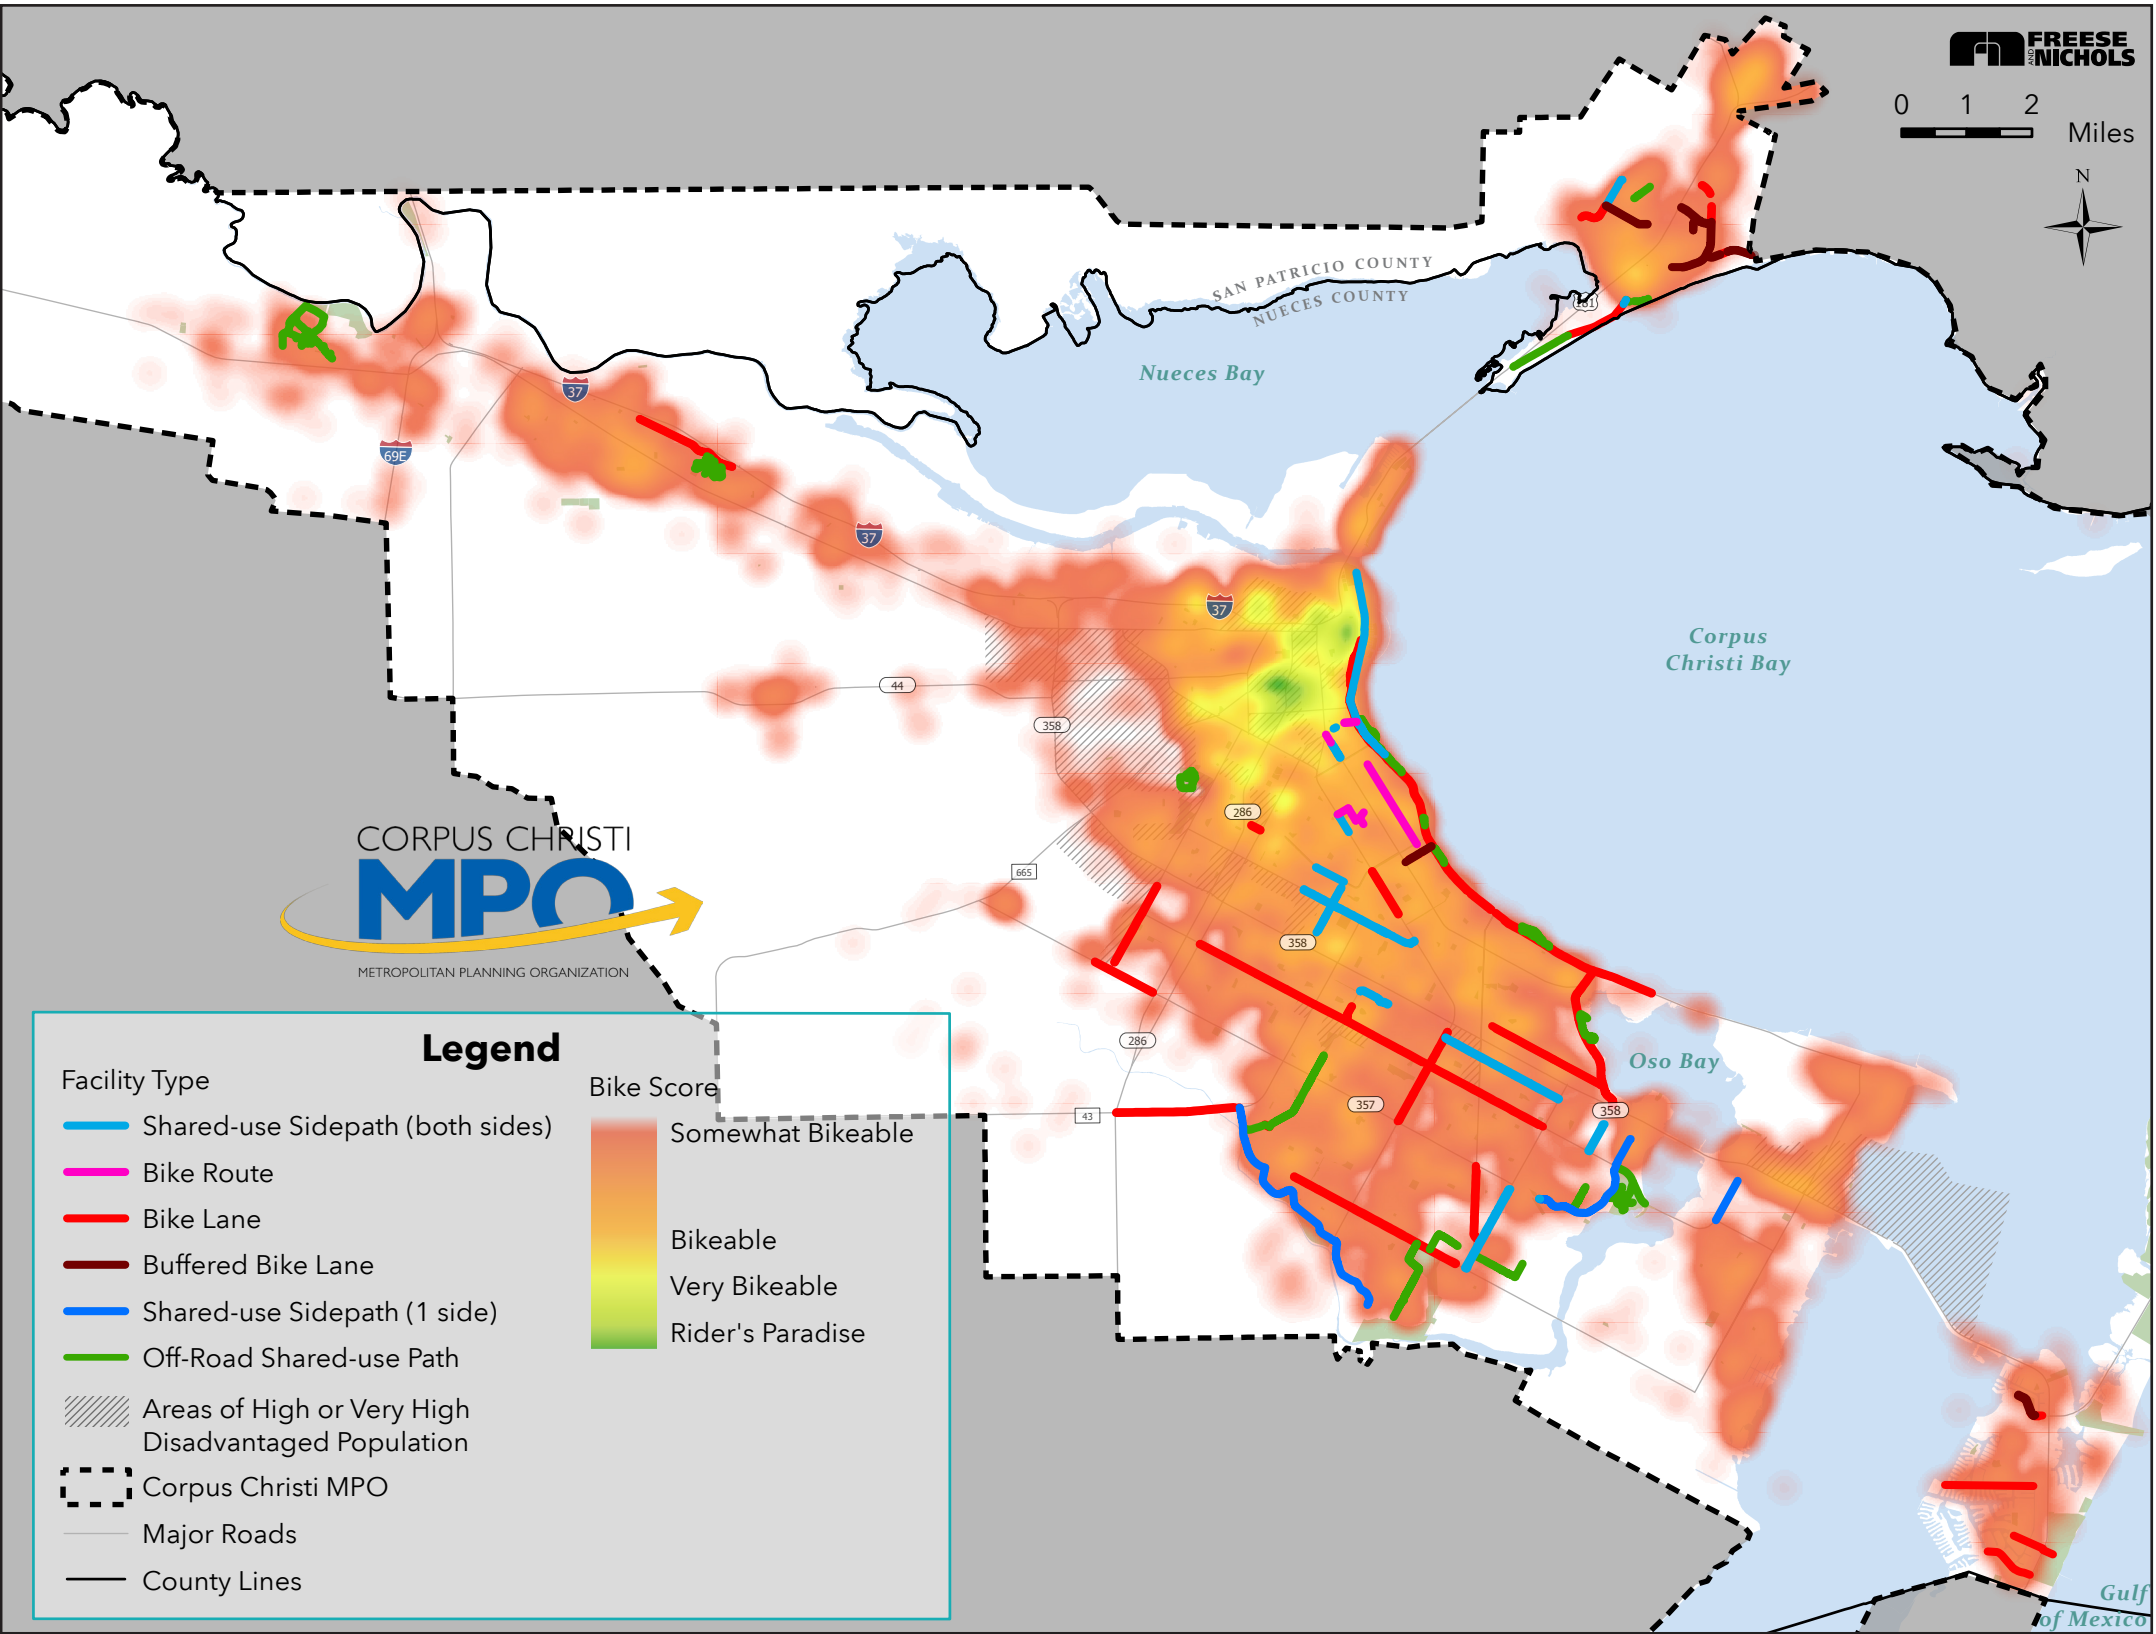 FREESE
AND
NICHOLS
0 1 2
Miles
N
SAN PATRICIO COUNTY
NUECES COUNTY
181
Nueces Bay
37
69E
37
37
Corpus
Christi Bay
44
358
286
CORPUS CHRISTI
MPO
METROPOLITAN PLANNING ORGANIZATION
665
358
286
Oso Bay
357
358
43
Legend
Facility Type
Shared-use Sidepath (both sides)
Bike Route
Bike Lane
Buffered Bike Lane
Shared-use Sidepath (1 side)
Off-Road Shared-use Path
Areas of High or Very High
Disadvantaged Population
Corpus Christi MPO
Major Roads
County Lines
Bike Score
Somewhat Bikeable
Bikeable
Very Bikeable
Rider's Paradise
Gulf
of Mexico